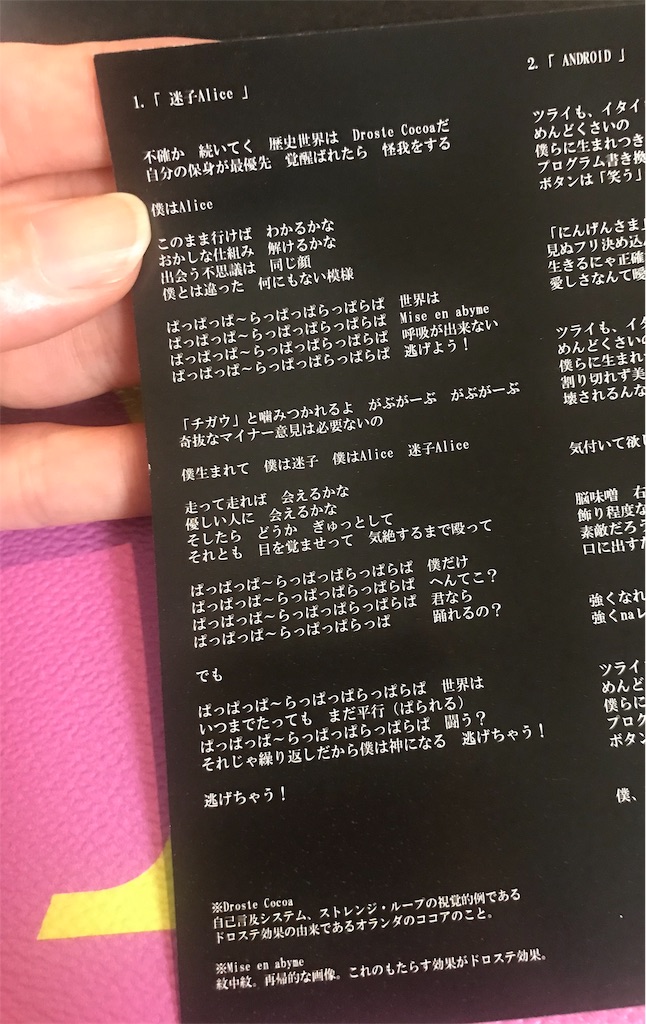 1.「 迷子Alice 」
不確か　続いてく　歴史世界は　Droste Cocoaだ
自分の保身が最優先　覚醒ばれたら　怪我をする
僕はAlice
このまま行けば　わかるかな
おかしな仕組み　解けるかな
出会う不思議は　同じ顔
僕とは違った　何にもない模様
ぱっぱっぱ～らっぱっぱらっぱらぱ　世界は
ぱっぱっぱ～らっぱっぱらっぱらぱ　Mise en abyme
ぱっぱっぱ～らっぱっぱらっぱらぱ　呼吸が出来ない
ぱっぱっぱ～らっぱっぱらっぱらぱ　逃げよう！
「チガウ」と噛みつかれるよ　がぶがーぶ　がぶがーぶ
奇抜なマイナー意見は必要ないの
僕生まれて　僕は迷子　僕はAlice　迷子Alice
走って走れば　会えるかな
優しい人に　会えるかな
そしたら　どうか　ぎゅっとして
それとも　目を覚ませって　気絶するまで殴って
ぱっぱっぱ～らっぱっぱらっぱらぱ　僕だけ
ぱっぱっぱ～らっぱっぱらっぱらぱ　へんてこ？
ぱっぱっぱ～らっぱっぱらっぱらぱ　君なら
ぱっぱっぱ～らっぱっぱらっぱ　踊れるの？
でも
ぱっぱっぱ～らっぱっぱらっぱらぱ　世界は
いつまでたっても　まだ平行（ぱられる）
ぱっぱっぱ～らっぱっぱらっぱらぱ　闘う？
それじゃ繰り返しだから僕は神になる　逃げちゃう！
逃げちゃう！
※Droste Cocoa
自己言及システム、ストレンジ・ループの視覚的例である
ドロステ効果の由来であるオランダのココアのこと。
※Mise en abyme
紋中紋。再帰的な画像。これのもたらす効果がドロステ効果。
2.「 ANDROID 」
ツライも、イタイ
めんどくさいの
僕らに生まれつき
プログラム書き換
ボタンは「笑う」
「にんげんさま」
見ぬフリ決め込ん
生きるにゃ正確
愛しさなんて曖
ツライも、イタ
めんどくさいの
僕らに生まれ
割り切れず美
壊されるんな
気付いて欲し
脳味噌　右
飾り程度な
素敵だろう
口に出すた
強くなれ
強くnaレ
ツライ
めんど
僕らに
プログ
ボタン
僕、